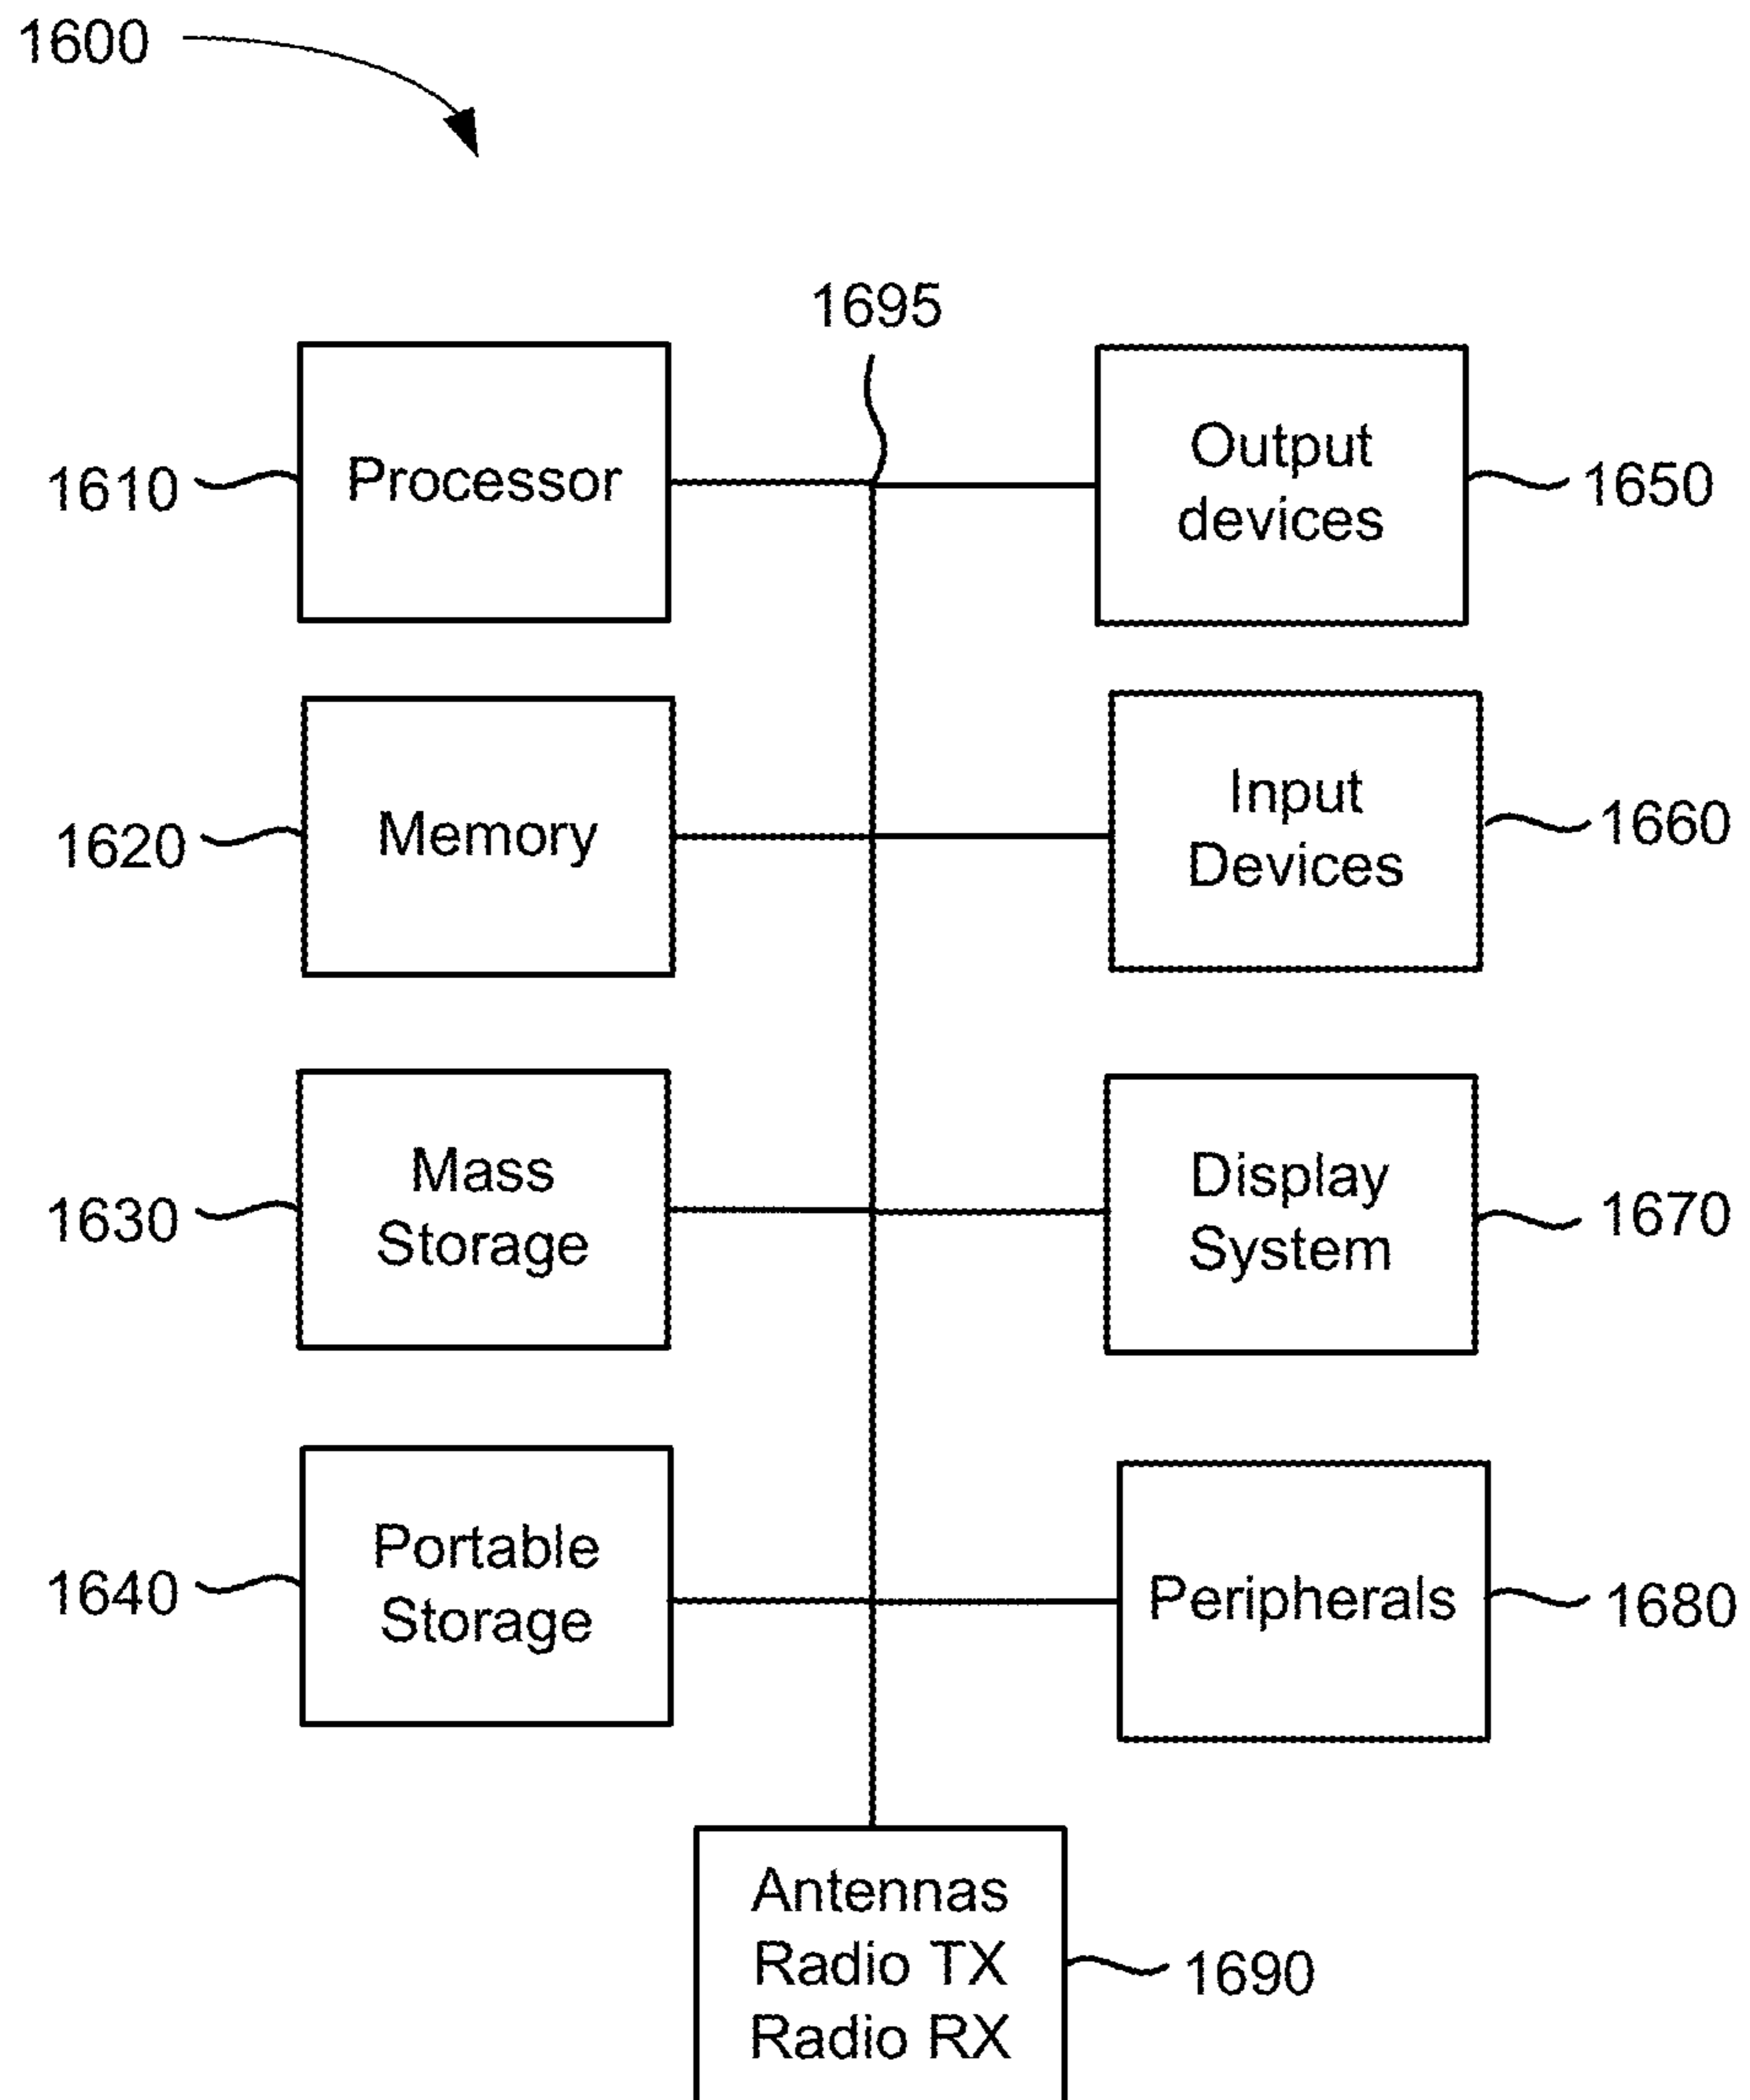 1600
1695
1610
Processor
Output
devices
1650
1620
Memory
Input
Devices
1660
1630
Mass
Storage
Display
System
1670
1640
Portable
Storage
Peripherals
1680
Antennas
Radio TX
Radio RX
1690